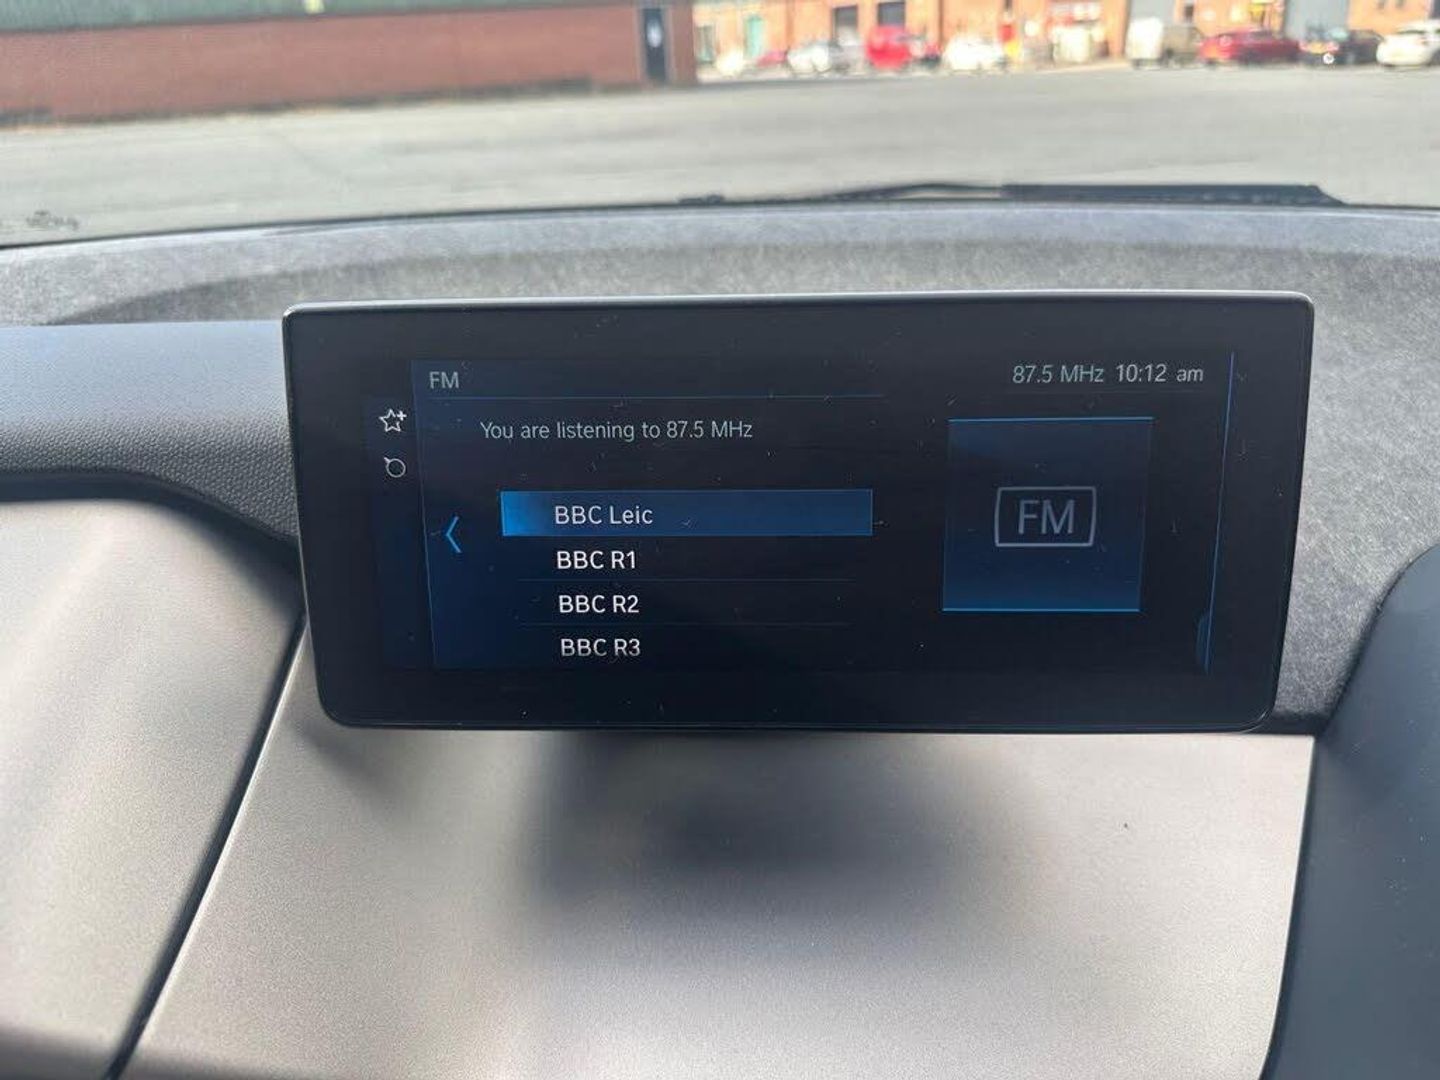 FM
87.5 MHz 10:12 am
You are listening to 87.5 MHz
BBC Leic
FM
BBC R1
BBC R2
BBC R3